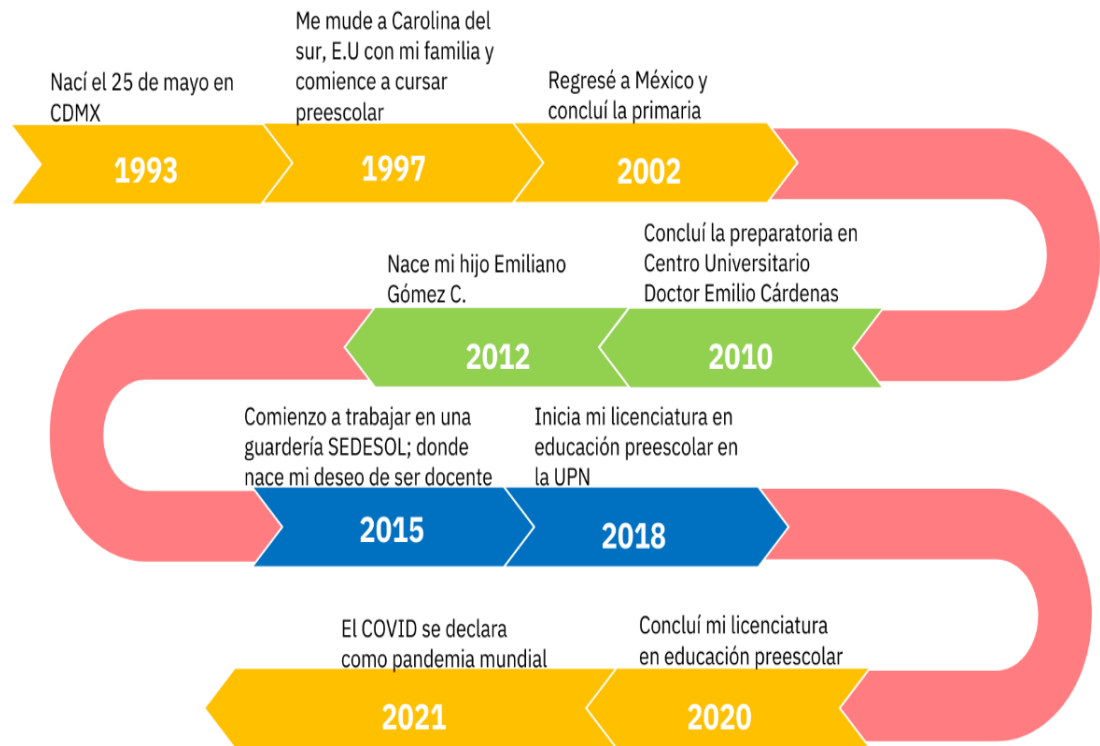 Nací el 25 de mayo en
CDMX
1993
Me mude a Carolina del
sur, E.U con mi familia y
comience a cursar
preescolar
1997
Regresé a México y
concluí la primaria
2002
Concluí la preparatoria en
Centro Universitario
Doctor Emilio Cárdenas
2010
Nace mi hijo Emiliano
Gómez C.
2012
Comienzo a trabajar en una
guardería SEDESOL; donde
nace mi deseo de ser docente
2015
Inicia mi licenciatura en
educación preescolar en
la UPN
2018
Concluí mi licenciatura
en educación preescolar
2020
El COVID se declara
como pandemia mundial
2021